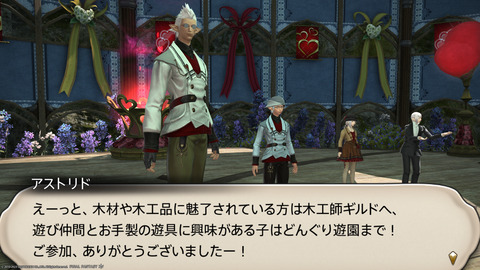 アストリド
えーっと、木材や木工品に魅了されている方は木工師ギルドへ、
遊び仲間とお手製の遊具に興味がある子はどんぐり遊園まで！
ご参加、ありがとうございましたー！
FINAL FANTASY XIV